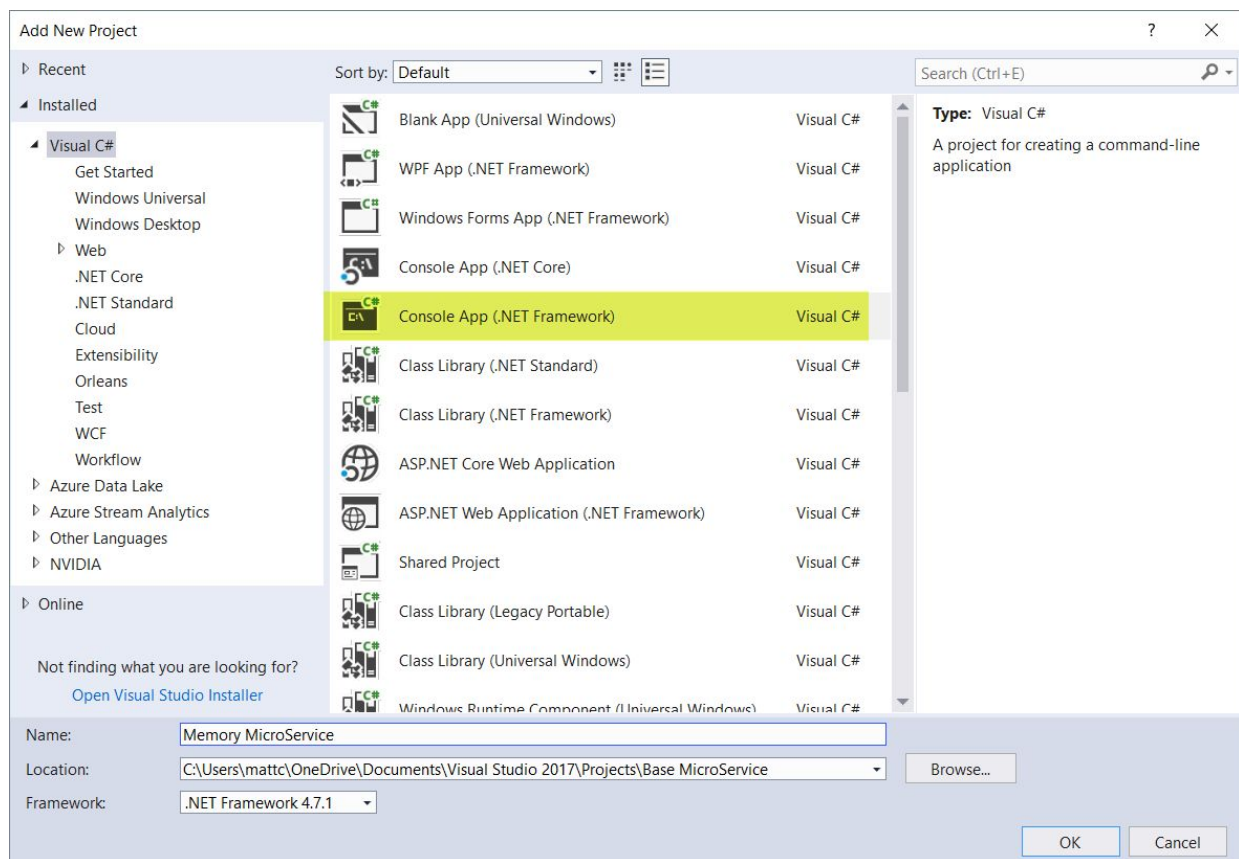 Add New Project
?
Recent
Sort by: Default
Search (Ctrl+E)
Installed
Visual C#
Get Started
Windows Universal
Windows Desktop
Web
.NET Core
.NET Standard
Cloud
Extensibility
Orleans
Test
WCF
Workflow
Azure Data Lake
Azure Stream Analytics
Other Languages
NVIDIA
Online
Not finding what you are looking for?
Open Visual Studio Installer
Blank App (Universal Windows) Visual C#
WPF App (.NET Framework) Visual C#
Windows Forms App (.NET Framework) Visual C#
Console App (.NET Core) Visual C#
Console App (.NET Framework) Visual C#
Class Library (.NET Standard) Visual C#
Class Library (.NET Framework) Visual C#
ASP.NET Core Web Application Visual C#
ASP.NET Web Application (.NET Framework) Visual C#
Shared Project Visual C#
Class Library (Legacy Portable) Visual C#
Class Library (Universal Windows) Visual C#
Windows Runtime Component (Universal Windows) Visual C#
Type: Visual C#
A project for creating a command-line
application
Name: Memory MicroService
Location: C:\Users\mattc\OneDrive\Documents\Visual Studio 2017\Projects\Base MicroService
Browse...
Framework: .NET Framework 4.7.1
OK
Cancel